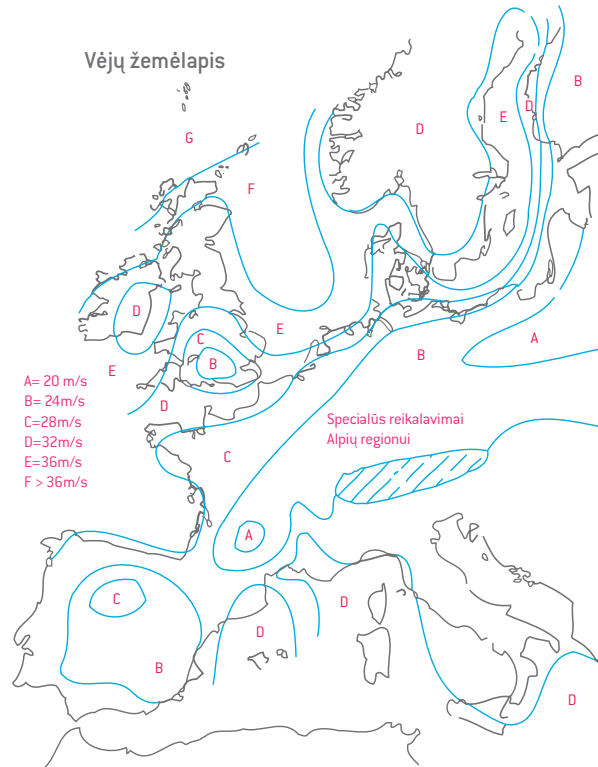 Vėjų žemėlapis
G
F
D
E
D
B
D
E
C
B
E
D
A
B
A= 20 m/s
B= 24m/s
C=28m/s
D=32m/s
E=36m/s
F > 36m/s
Specialūs reikalavimai
Alpių regionui
C
A
C
D
D
B
D